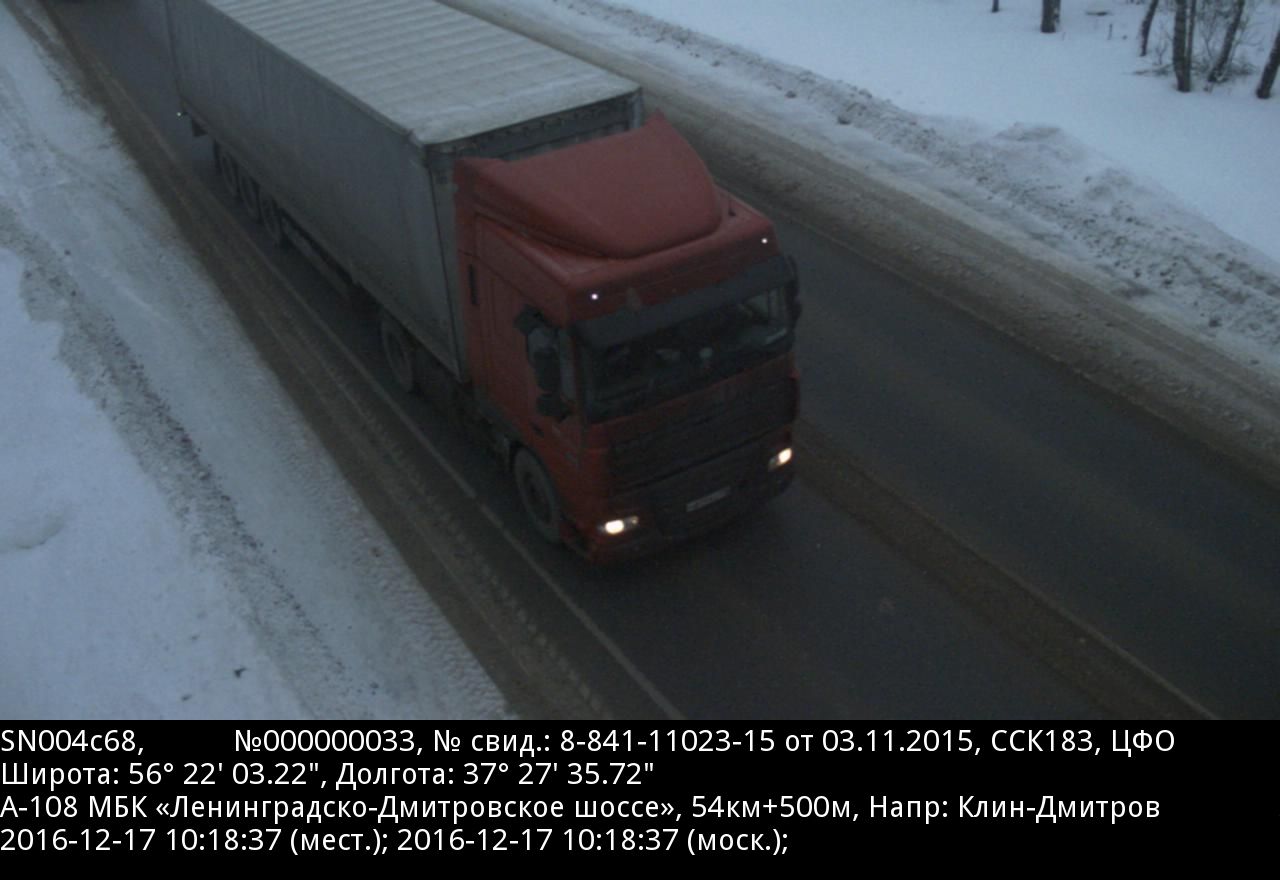 SN004c68, №000000033, № свид.: 8-841-11023-15 от 03.11.2015, ССК183, ЦФО
Широта: 56° 22' 03.22", Долгота: 37° 27' 35.72"
А-108 МБК «Ленинградско-Дмитровское шоссе», 54км+500м, Напр: Клин-Дмитров
2016-12-17 10:18:37 (мест.); 2016-12-17 10:18:37 (моск.);